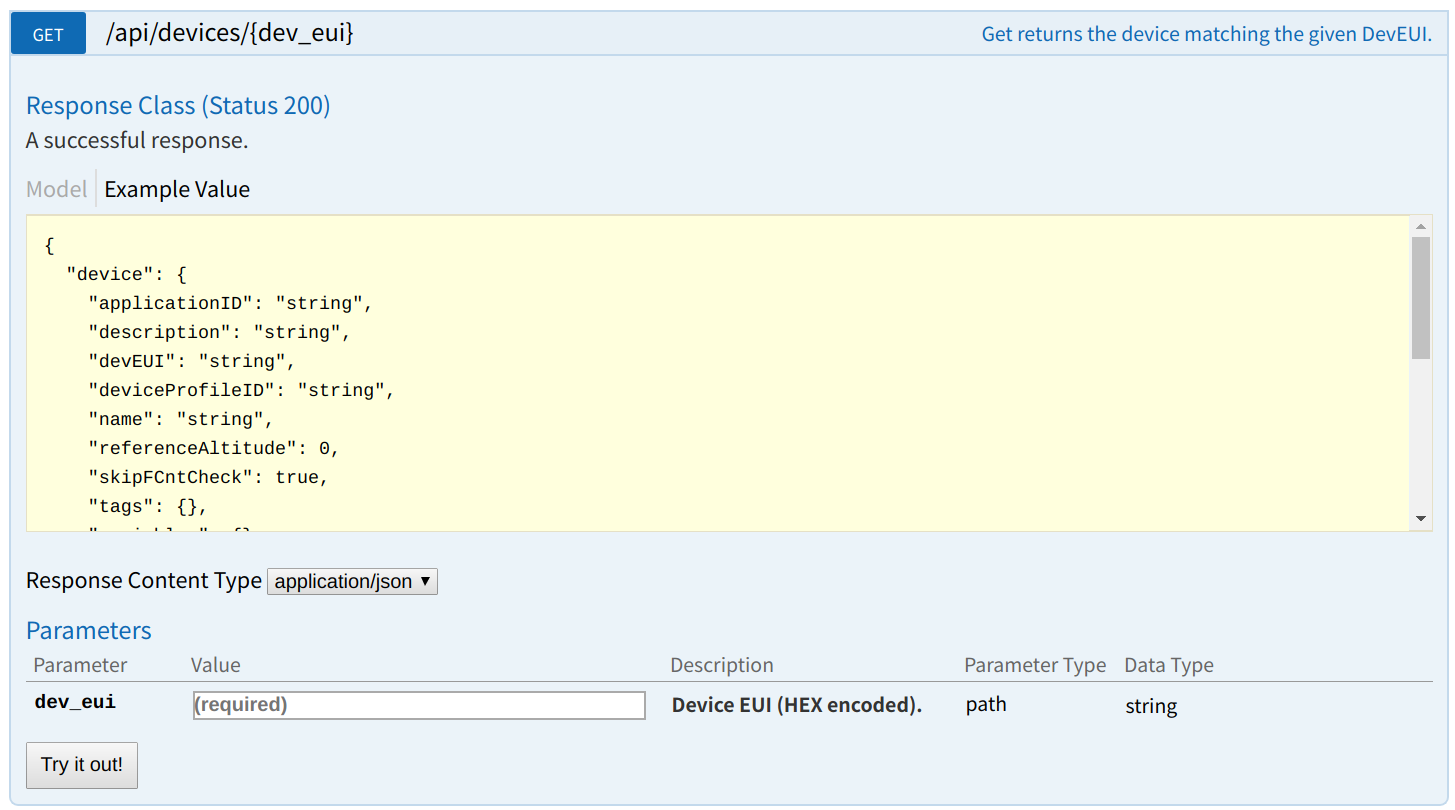 GET /api/devices/{dev_eui} Get returns the device matching the given DevEUI.
Response Class (Status 200)
A successful response.
Model Example Value
{
"device": {
"applicationID": "string",
"description": "string",
"devEUI": "string",
"deviceProfileID": "string",
"name": "string",
"referenceAltitude": 0,
"skipFCntCheck": true,
"tags": {},
Response Content Type application/json
Parameters
Parameter Value Description Parameter Type Data Type
dev_eui (required) Device EUI (HEX encoded). path string
Try it out!